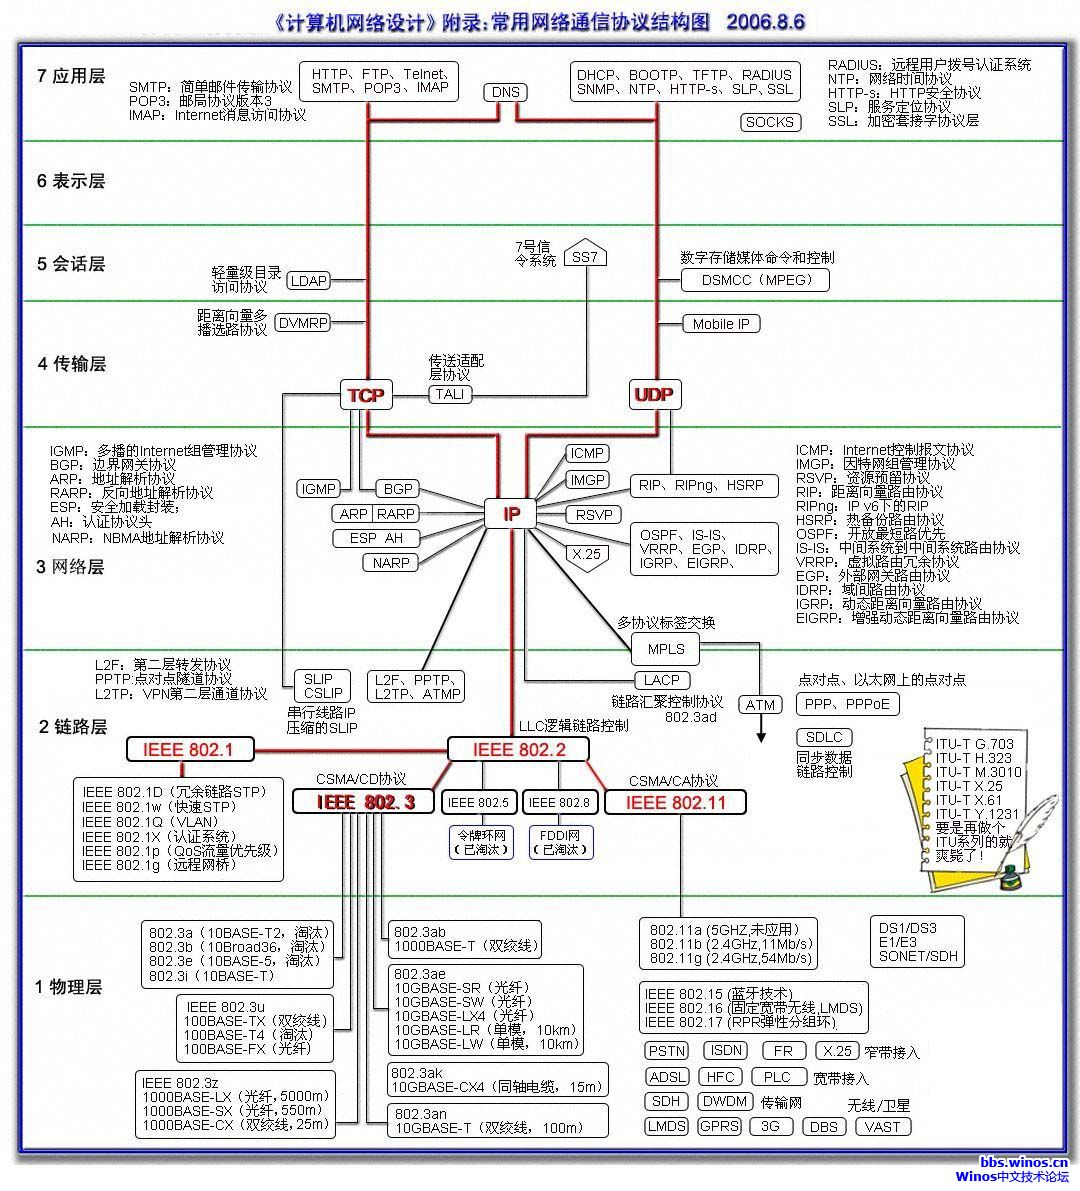 《计算机网络设计》附录：常用网络通信协议结构图 2006.8.6
7 应用层
SMTP：简单邮件传输协议
POP3：邮局协议版本3
IMAP：Internet消息访问协议
HTTP、FTP、Telnet、
SMTP、POP3、IMAP
DNS
DHCP、BOOTP、TFTP、RADIUS
SNMP、NTP、HTTP-s、SLP、SSL
SOCKS
RADIUS：远程用户拨号认证系统
NTP：网络时间协议
HTTP-s：HTTP安全协议
SLP：服务定位协议
SSL：加密套接字协议层
6 表示层
5 会话层
轻量级目录
访问协议
LDAP
7号信
令系统
SS7
数字存储媒体命令和控制
DSMCC（MPEG）
距离向量多
播选路协议
DVMRP
Mobile IP
4 传输层
传送适配
层协议
TALI
TCP
UDP
IGMP：多播的Internet组管理协议
BGP：边界网关协议
ARP：地址解析协议
RARP：反向地址解析协议
ESP：安全加载封装；
AH：认证协议头
NARP：NBMA地址解析协议
3 网络层
IGMP
BGP
ARP
RARP
ESP AH
NARP
IP
ICMP
IMGP
RSVP
X.25
RIP、RIPng、HSRP
OSPF、IS-IS、
VRRP、EGP、IDRP、
IGRP、EIGRP、
ICMP：Internet控制报文协议
IMGP：因特网组管理协议
RSVP：资源预留协议
RIP：距离向量路由协议
RIPng：IP v6下的RIP
HSRP：热备份路由协议
OSPF：开放最短路优先
IS-IS：中间系统到中间系统路由协议
VRRP：虚拟路由冗余协议
EGP：外部网关路由协议
IDRP：域间路由协议
IGRP：动态距离向量路由协议
EIGRP：增强动态距离向量路由协议
多协议标签交换
MPLS
L2F：第二层转发协议
PPTP:点对点隧道协议
L2TP：VPN第二层通道协议
SLIP
CSLIP
串行线路IP
压缩的SLIP
L2F、PPTP、
L2TP、ATMP
LACP
链路汇聚控制协议
802.3ad
ATM
点对点、以太网上的点对点
PPP、PPPoE
SDLC
同步数据
链路控制
2 链路层
LLC逻辑链路控制
IEEE 802.1
IEEE 802.2
CSMA/CD协议
IEEE 802.3
IEEE 802.5
IEEE 802.8
CSMA/CA协议
IEEE 802.11
令牌环网
（已淘汰）
FDDI网
（已淘汰）
IEEE 802.1D（冗余链路STP）
IEEE 802.1w（快速STP）
IEEE 802.1Q（VLAN）
IEEE 802.1X（认证系统）
IEEE 802.1p（QoS流量优先级）
IEEE 802.1g（远程网桥）
ITU-T G.703
ITU-T H.323
ITU-T M.3010
ITU-T X.25
ITU-T X.61
ITU-T Y.1231
要是再做个
ITU系列的就
爽毙了！
1 物理层
802.3a（10BASE-T2，淘汰）
802.3b（10Broad36，淘汰）
802.3e（10BASE-5，淘汰）
802.3i（10BASE-T）
IEEE 802.3u
100BASE-TX（双绞线）
100BASE-T4（淘汰）
100BASE-FX（光纤）
IEEE 802.3z
1000BASE-LX（光纤,5000m）
1000BASE-SX（光纤,550m）
1000BASE-CX（双绞线,25m）
802.3ab
1000BASE-T（双绞线）
802.3ae
10GBASE-SR（光纤）
10GBASE-SW（光纤）
10GBASE-LX4（光纤）
10GBASE-LR（单模，10km）
10GBASE-LW（单模，10km）
802.3ak
10GBASE-CX4（同轴电缆，15m）
802.3an
10GBASE-T（双绞线，100m）
802.11a (5GHZ,未应用)
802.11b (2.4GHz,11Mb/s)
802.11g (2.4GHZ,54Mb/s)
DS1/DS3
E1/E3
SONET/SDH
IEEE 802.15 (蓝牙技术)
IEEE 802.16 (固定宽带无线,LMDS)
IEEE 802.17 (RPR弹性分组环)
PSTN
ISDN
FR
X.25
窄带接入
ADSL
HFC
PLC
宽带接入
SDH
DWDM
传输网
无线/卫星
LMDS
GPRS
3G
DBS
VAST
bbs.winos.cn
Winos中文技术论坛